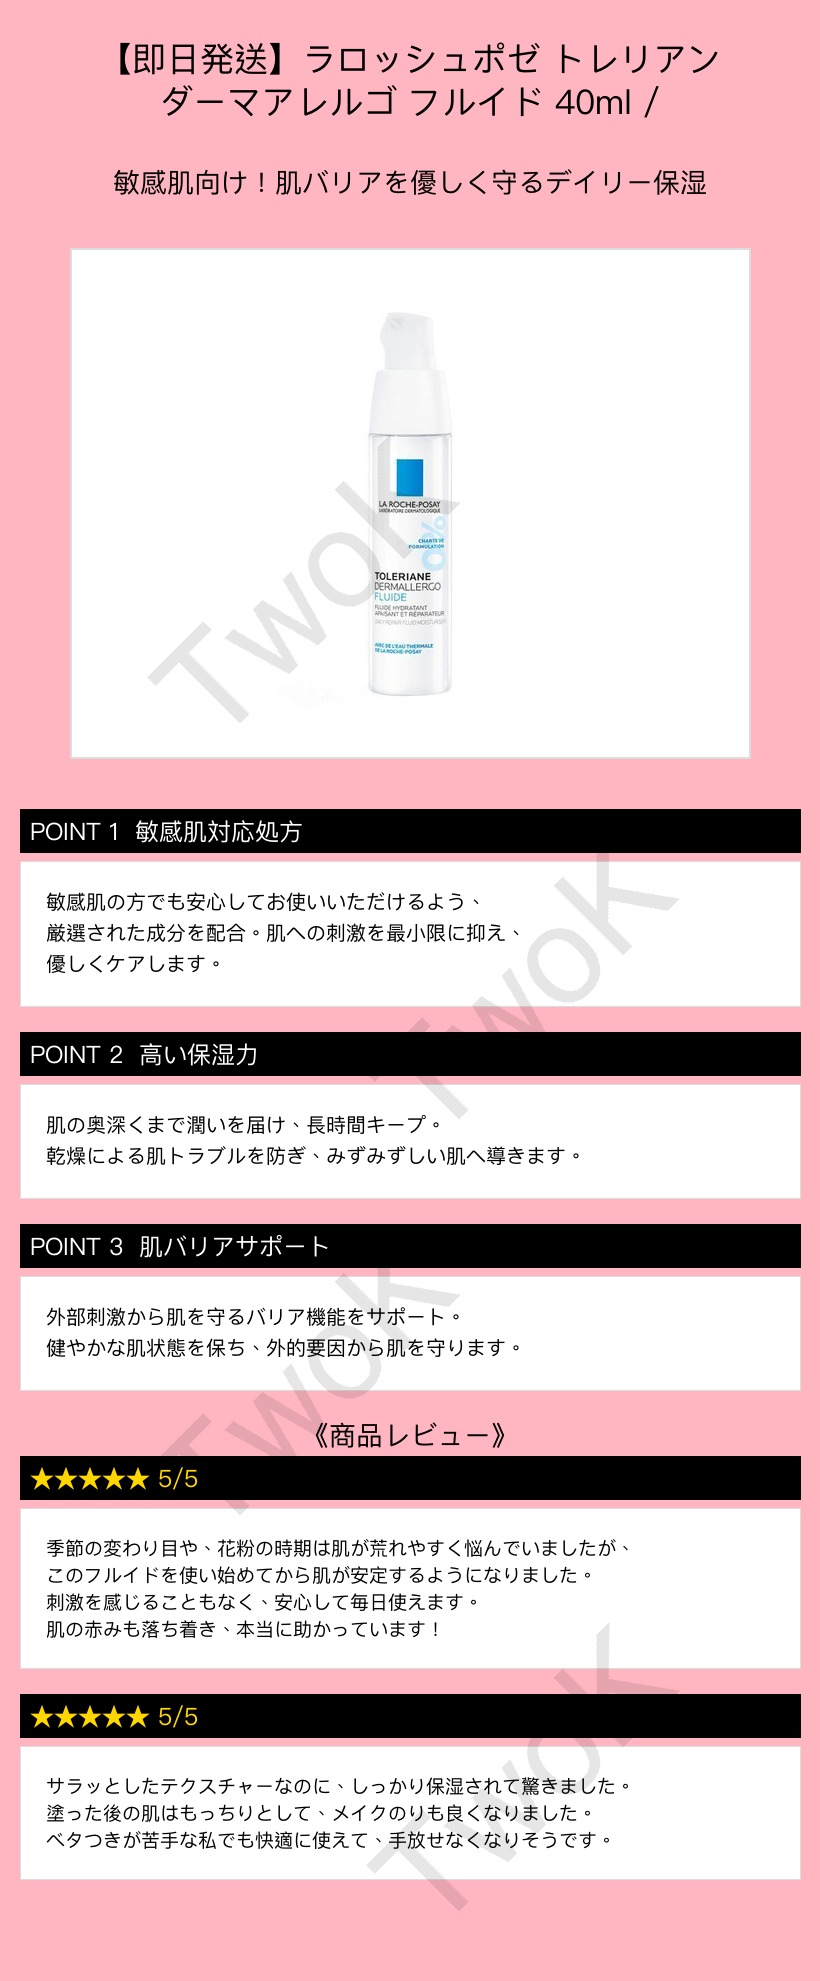 【即日発送】ラロッシュポゼ トレリアン
ダーマアレルゴ フルイド 40ml /
敏感肌向け！肌バリアを優しく守るデイリー保湿
LA ROCHE-POSAY
LABORATOIRE DERMATOLOGIQUE
0%
CHARTE DE
FORMULATION
TOLERIANE
DERMALLERGO
FLUIDE
FLUIDE HYDRATANT
APAISANT ET RÉPARATEUR
DAILY REPAIR FLUID MOISTURISER
AVEC DE L'EAU THERMALE
DE LA ROCHE-POSAY
TwoK
POINT 1 敏感肌対応処方
敏感肌の方でも安心してお使いいただけるよう、
厳選された成分を配合。肌への刺激を最小限に抑え、
優しくケアします。
TwoK
POINT 2 高い保湿力
肌の奥深くまで潤いを届け、長時間キープ。
乾燥による肌トラブルを防ぎ、みずみずしい肌へ導きます。
POINT 3 肌バリアサポート
外部刺激から肌を守るバリア機能をサポート。
健やかな肌状態を保ち、外的要因から肌を守ります。
TwoK
《商品レビュー》
★★★★★ 5/5
季節の変わり目や、花粉の時期は肌が荒れやすく悩んでいましたが、
このフルイドを使い始めてから肌が安定するようになりました。
刺激を感じることもなく、安心して毎日使えます。
肌の赤みも落ち着き、本当に助かっています！
★★★★★ 5/5
サラッとしたテクスチャーなのに、しっかり保湿されて驚きました。
塗った後の肌はもっちりとして、メイクのりも良くなりました。
ベタつきが苦手な私でも快適に使えて、手放せなくなりそうです。
TwoK